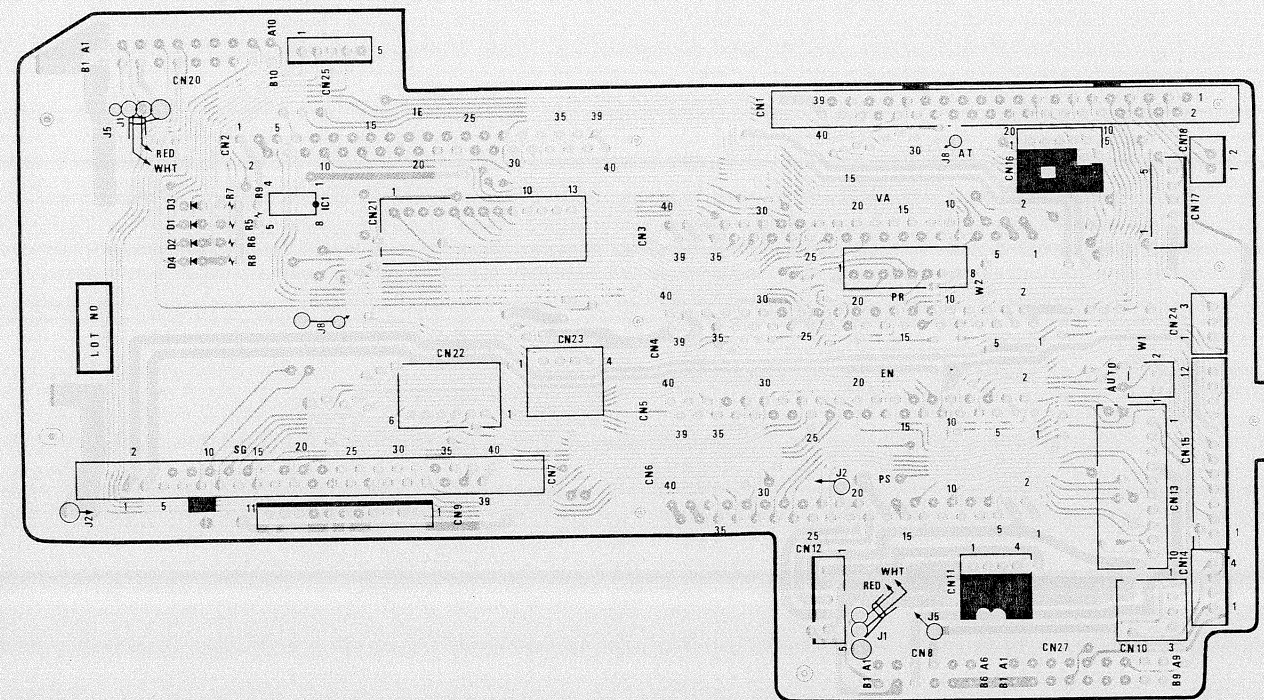 B1 A1
A10
B10
CN20
1
5
CN25
J5
J1
RED
WHT
CN2
1
5
15
IE
25
35
39
2
10
20
30
40
CN1
39
1
2
40
30
J8
AT
20
10
1
5
CN16
CN18
2
1
5
1
CN17
D3
D1
D2
D4
R7
R9
R5
R6
R8
4
1
5
8
IC1
CN21
1
10
13
15
VA
40
30
20
15
10
2
CN3
39
35
25
5
1
1
8
W2
PR
40
30
20
10
2
LOT NO
J8
CN24
3
1
CN4
39
35
25
15
5
1
CN22
6
1
CN23
1
4
EN
40
30
20
2
CN5
AUTO
W1
2
1
12
CN15
1
39
35
25
15
10
5
1
2
10
SG
15
20
25
30
35
40
CN7
1
5
39
J2
11
1
CN9
CN6
40
30
J2
20
PS
10
2
35
25
15
5
1
CN13
1
10
CN12
1
5
RED
WHT
J1
J5
CN11
1
4
CN14
4
1
CN10
1
3
CN8
CN27
B1 A1
B6 A6
B1 A1
B9 A9